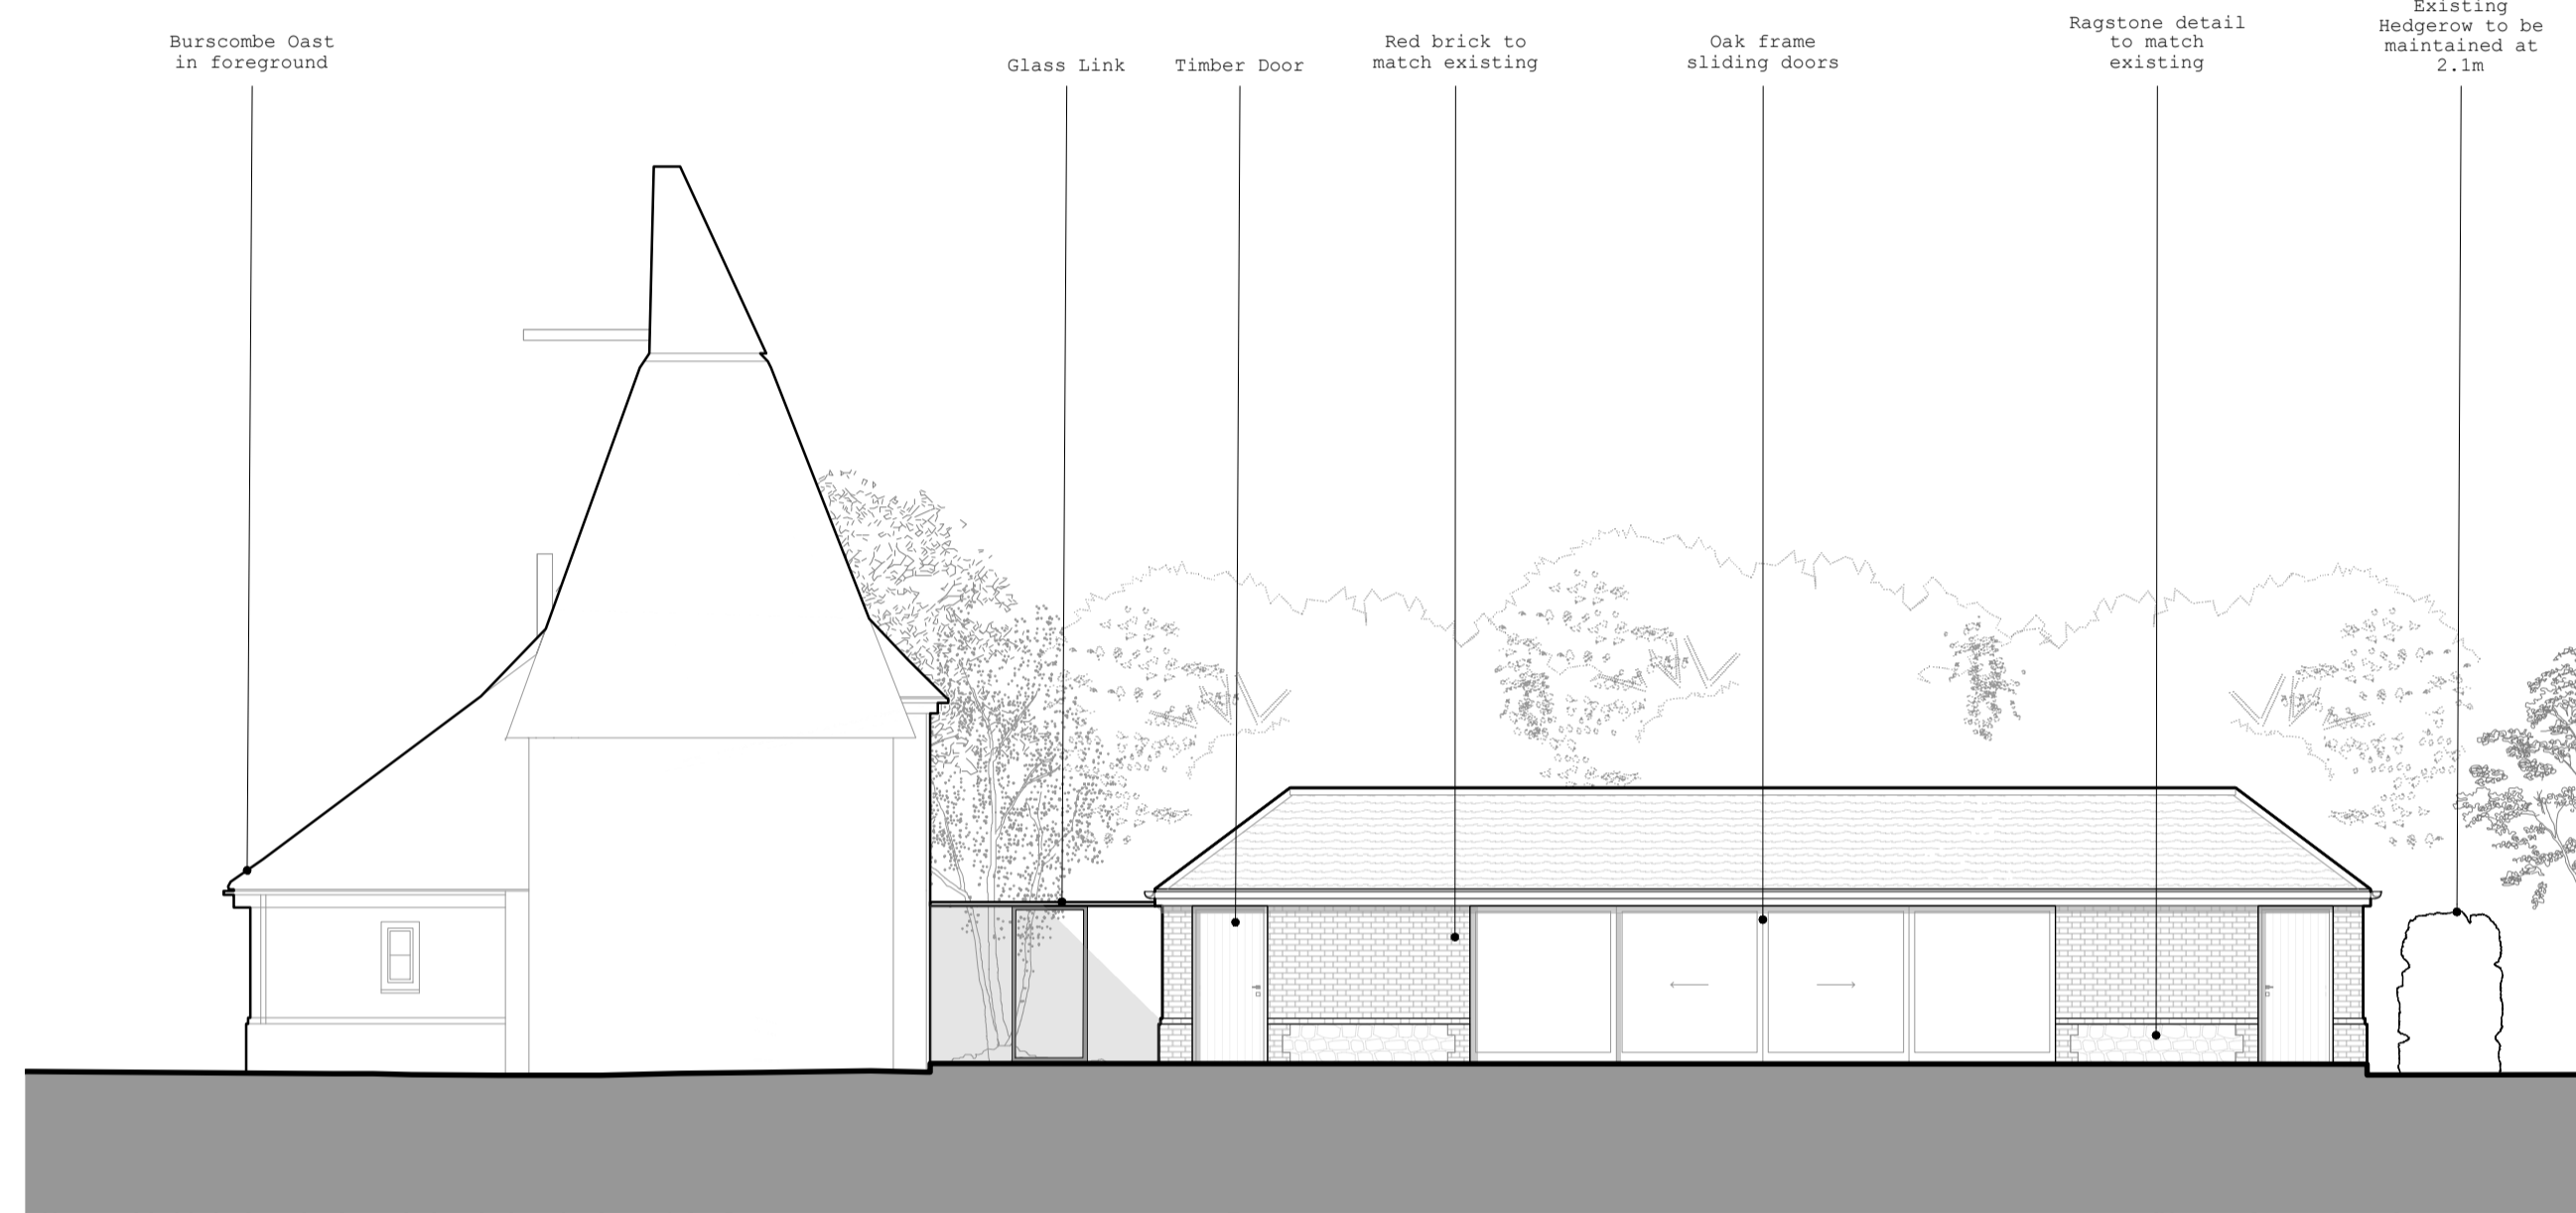 Burscombe Oast
in foreground
Glass Link
Timber Door
Red brick to
match existing
Oak frame
sliding doors
Ragstone detail
to match
existing
Existing
Hedgerow to be
maintained at
2.1m